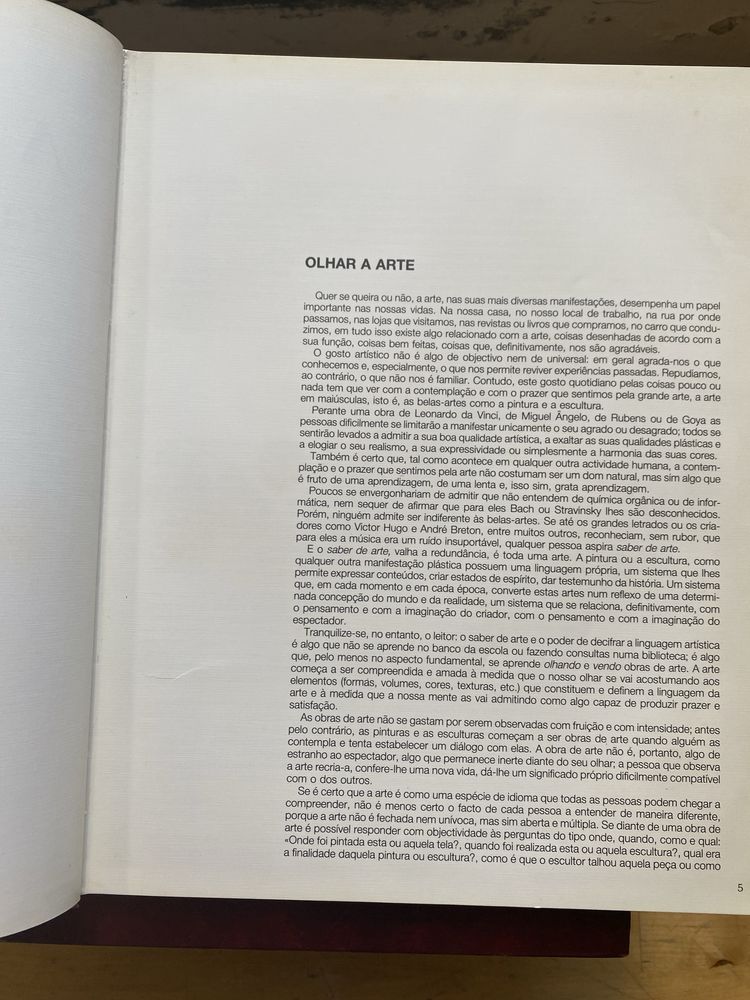 OLHAR A ARTE
Quer se queira ou não, a arte, nas suas mais diversas manifestações, desempenha um papel
importante nas nossas vidas. Na nossa casa, no nosso local de trabalho, na rua por onde
passamos, nas lojas que visitamos, nas revistas ou livros que compramos, no carro que condu-
zimos, em tudo isso existe algo relacionado com a arte, coisas desenhadas de acordo com a
sua função, coisas bem feitas, coisas que, definitivamente, nos são agradáveis.
O gosto artístico não é algo de objectivo nem de universal: em geral agrada-nos o que
conhecemos e, especialmente, o que nos permite reviver experiências passadas. Repudiamos,
ao contrário, o que não nos é familiar. Contudo, este gosto quotidiano pelas coisas pouco ou
nada tem que ver com a contemplação e com o prazer que sentimos pela grande arte, a arte
em maiúsculas, isto é, as belas-artes como a pintura e a escultura.
Perante uma obra de Leonardo da Vinci, de Miguel Ângelo, de Rubens ou de Goya as
pessoas dificilmente se limitarão a manifestar unicamente o seu agrado ou desagrado; todos se
sentirão levados a admitir a sua boa qualidade artística, a exaltar as suas qualidades plásticas e
a elogiar o seu realismo, a sua expressividade ou simplesmente a harmonia das suas cores.
Também é certo que, tal como acontece em qualquer outra actividade humana, a contem-
plação e o prazer que sentimos pela arte não costumam ser um dom natural, mas sim algo que
é fruto de uma aprendizagem, de uma lenta e, isso sim, grata aprendizagem.
Poucos se envergonhariam de admitir que não entendem de química orgânica ou de infor-
mática, nem sequer de afirmar que para eles Bach ou Stravinsky lhes são desconhecidos.
Porém, ninguém admite ser indiferente às belas-artes. Se até os grandes letrados ou os cria-
dores como Victor Hugo e André Breton, entre muitos outros, reconheciam, sem rubor, que
para eles a música era um ruído insuportável, qualquer pessoa aspira saber de arte.
E o saber de arte, valha a redundância, é toda uma arte. A pintura ou a escultura, como
qualquer outra manifestação plástica possuem uma linguagem própria, um sistema que lhes
permite expressar conteúdos, criar estados de espírito, dar testemunho da história. Um sistema
que, em cada momento e em cada época, converte estas artes num reflexo de uma determi-
nada concepção do mundo e da realidade, um sistema que se relaciona, definitivamente, com
o pensamento e com a imaginação do criador, com o pensamento e com a imaginação do
espectador.
Tranquilize-se, no entanto, o leitor: o saber de arte e o poder de decifrar a linguagem artística
é algo que não se aprende no banco da escola ou fazendo consultas numa biblioteca; é algo
que, pelo menos no aspecto fundamental, se aprende olhando e vendo obras de arte. A arte
começa a ser compreendida e amada à medida que o nosso olhar se vai acostumando aos
elementos (formas, volumes, cores, texturas, etc.) que constituem e definem a linguagem da
arte e à medida que a nossa mente as vai admitindo como algo capaz de produzir prazer e
satisfação.
As obras de arte não se gastam por serem observadas com fruição e com intensidade; antes
pelo contrário, as pinturas e as esculturas começam a ser obras de arte quando alguém as
contempla e tenta estabelecer um diálogo com elas. A obra de arte não é, portanto, algo de
estranho ao espectador, algo que permanece inerte diante do seu olhar; a pessoa que observa
a arte recria-a, confere-lhe uma nova vida, dá-lhe um significado próprio dificilmente compatível
com o dos outros.
Se é certo que a arte é como uma espécie de idioma que todas as pessoas podem chegar a
compreender, não é menos certo o facto de cada pessoa a entender de maneira diferente,
porque a arte não é fechada nem unívoca, mas sim aberta e múltipla. Se diante de uma obra de
arte é possível responder com objectividade às perguntas do tipo onde, quando, como e qual:
«Onde foi pintada esta ou aquela tela?, quando foi realizada esta ou aquela escultura?, qual era
a finalidade daquela pintura ou escultura?, como é que o escultor talhou aquela peça ou como
5